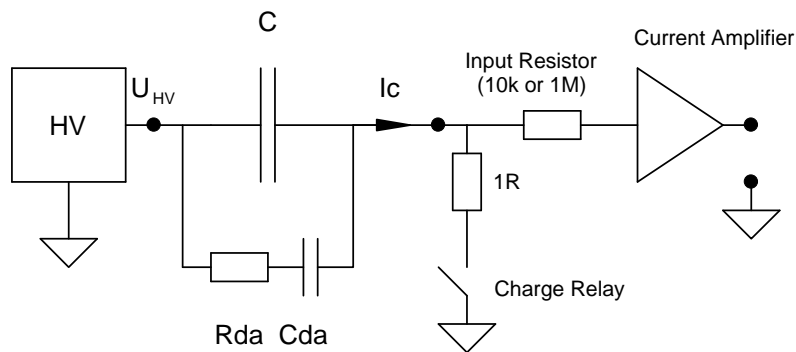 C
Current Amplifier
Input Resistor
(10k or 1M)
U HV
Ic
HV
1R
Charge Relay
Rda Cda